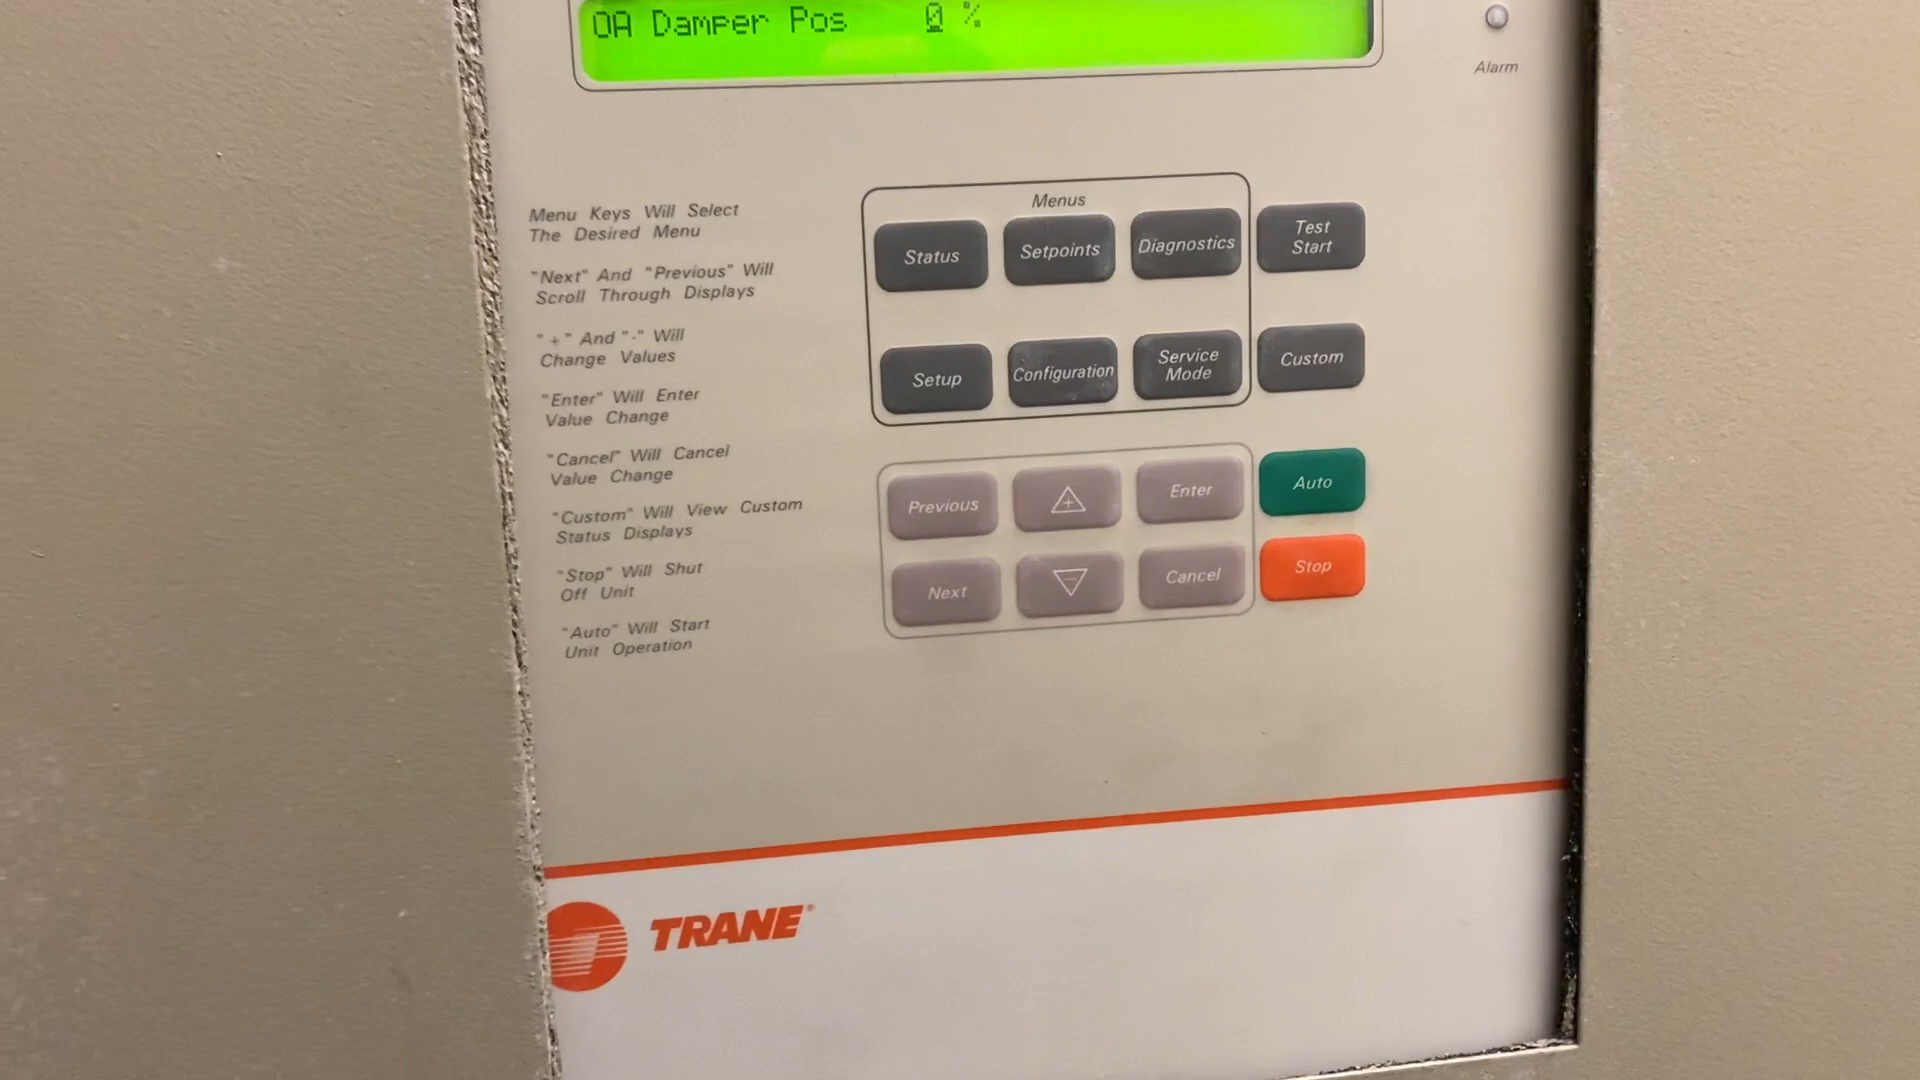 OA Damper Pos 0 %
Alarm
Menu Keys Will Select
The Desired Menu
"Next" And "Previous" Will
Scroll Through Displays
"+" And "-" Will
Change Values
"Enter" Will Enter
Value Change
"Cancel" Will Cancel
Value Change
"Custom" Will View Custom
Status Displays
"Stop" Will Shut
Off Unit
"Auto" Will Start
Unit Operation
Menus
Status
Setpoints
Diagnostics
Test
Start
Setup
Configuration
Service
Mode
Custom
Previous
+
Enter
Auto
Next
-
Cancel
Stop
TRANE®